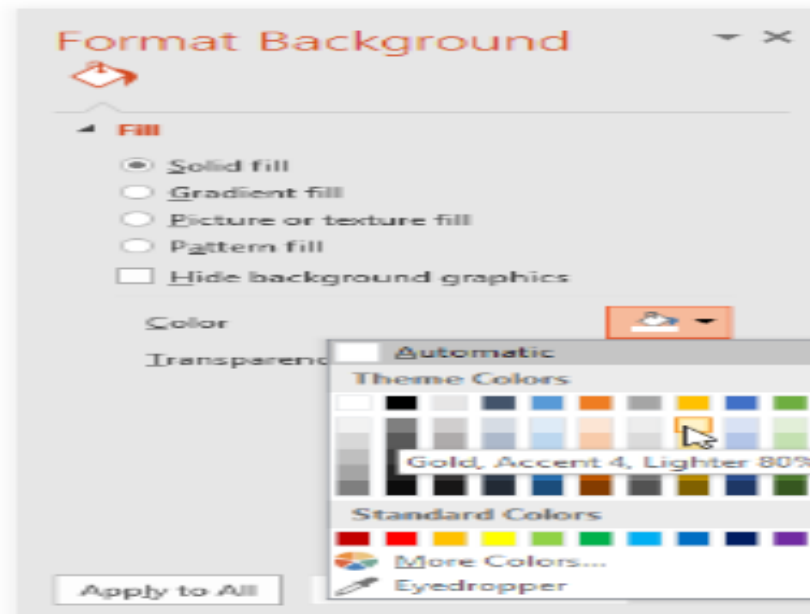 Format Background
Fill
Solid fill
Gradient fill
Picture or texture fill
Pattern fill
Hide background graphics
Color
Transparenc
Automatic
Theme Colors
Gold, Accent 4, Lighter 80%
Standard Colors
More Colors...
Apply to All
Eyedropper